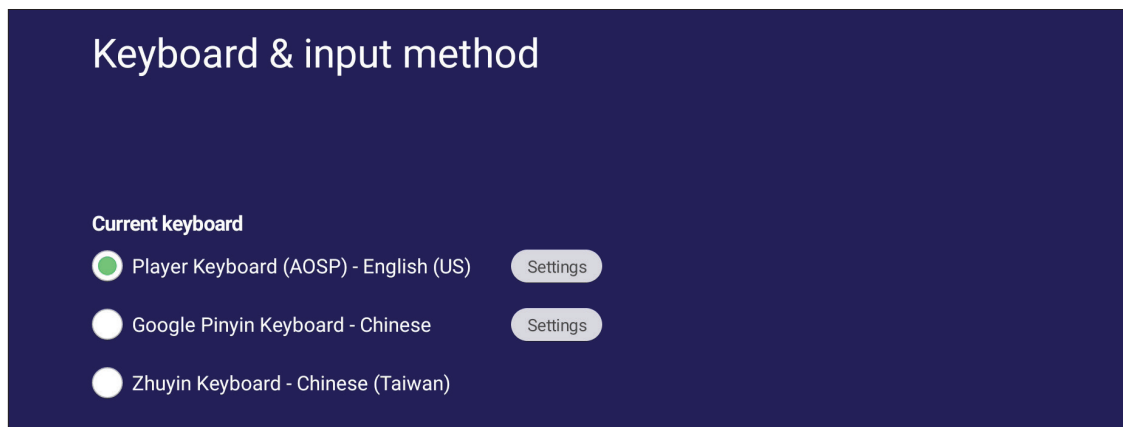 Keyboard & input method
Current keyboard
Player Keyboard (AOSP) - English (US) Settings
Google Pinyin Keyboard - Chinese Settings
Zhuyin Keyboard - Chinese (Taiwan)